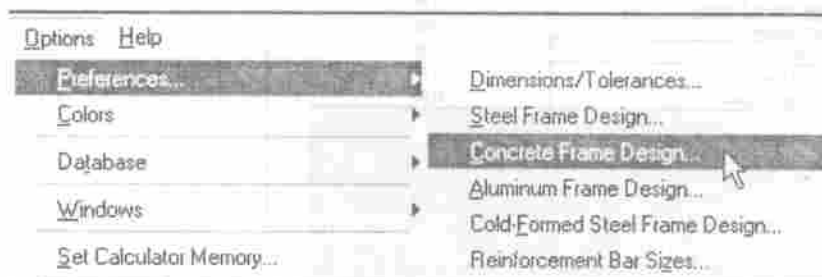 Options Help
Preferences...
Colors
Database
Windows
Set Calculator Memory...
Dimensions/Tolerances...
Steel Frame Design...
Concrete Frame Design...
Aluminum Frame Design...
Cold-Formed Steel Frame Design...
Reinforcement Bar Sizes...